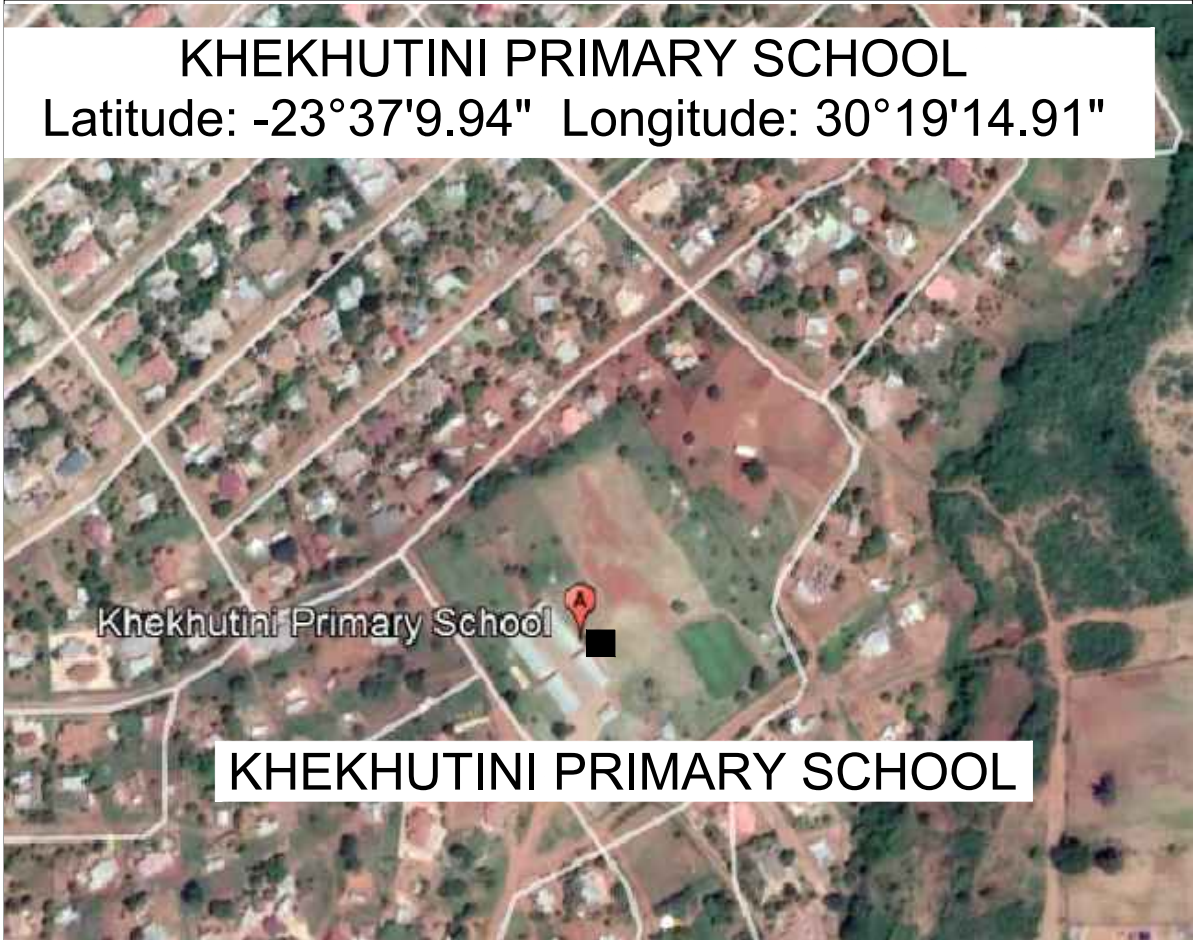 KHEKHUTINI PRIMARY SCHOOL
Latitude: -23°37'9.94" Longitude: 30°19'14.91"
Khekhutini Primary School
A
KHEKHUTINI PRIMARY SCHOOL